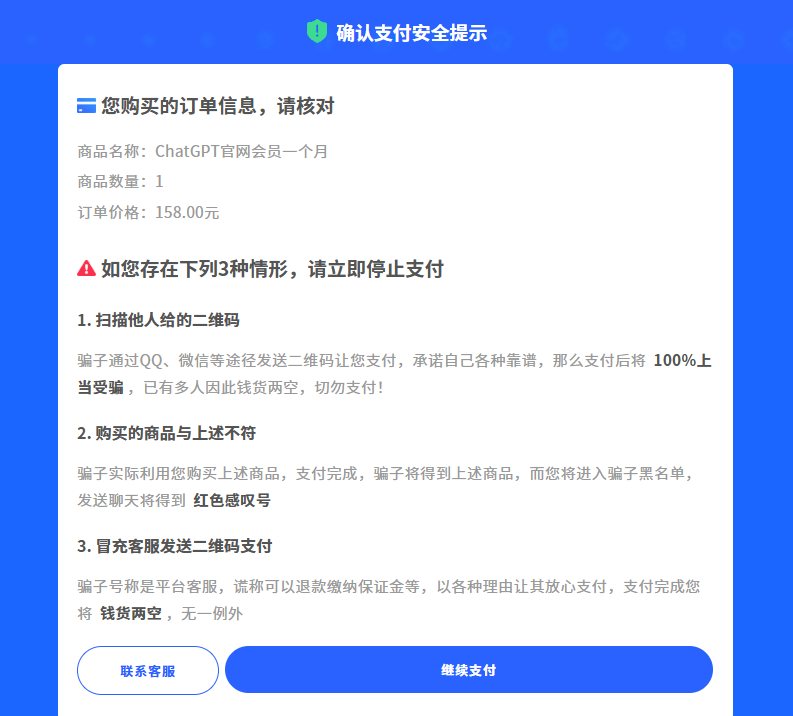 确认支付安全提示
您购买的订单信息，请核对
商品名称：ChatGPT官网会员一个月
商品数量：1
订单价格：158.00元
如您存在下列3种情形，请立即停止支付
1. 扫描他人给的二维码
骗子通过QQ、微信等途径发送二维码让您支付，承诺自己各种靠谱，那么支付后将 100%上
当受骗 ，已有多人因此钱货两空，切勿支付！
2. 购买的商品与上述不符
骗子实际利用您购买上述商品，支付完成，骗子将得到上述商品，而您将进入骗子黑名单，
发送聊天将得到 红色感叹号
3. 冒充客服发送二维码支付
骗子号称是平台客服，谎称可以退款缴纳保证金等，以各种理由让其放心支付，支付完成您
将 钱货两空 ，无一例外
联系客服
继续支付